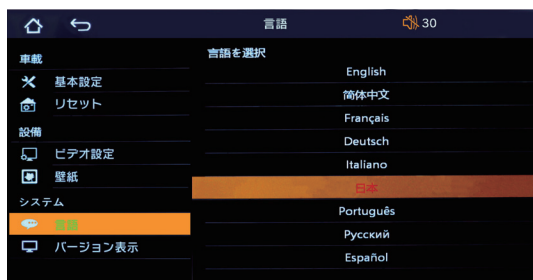 言語
30
車載
基本設定
リセット
設備
ビデオ設定
壁紙
システム
言語
バージョン表示
言語を選択
English
简体中文
Français
Deutsch
Italiano
日本
Português
Русский
Español